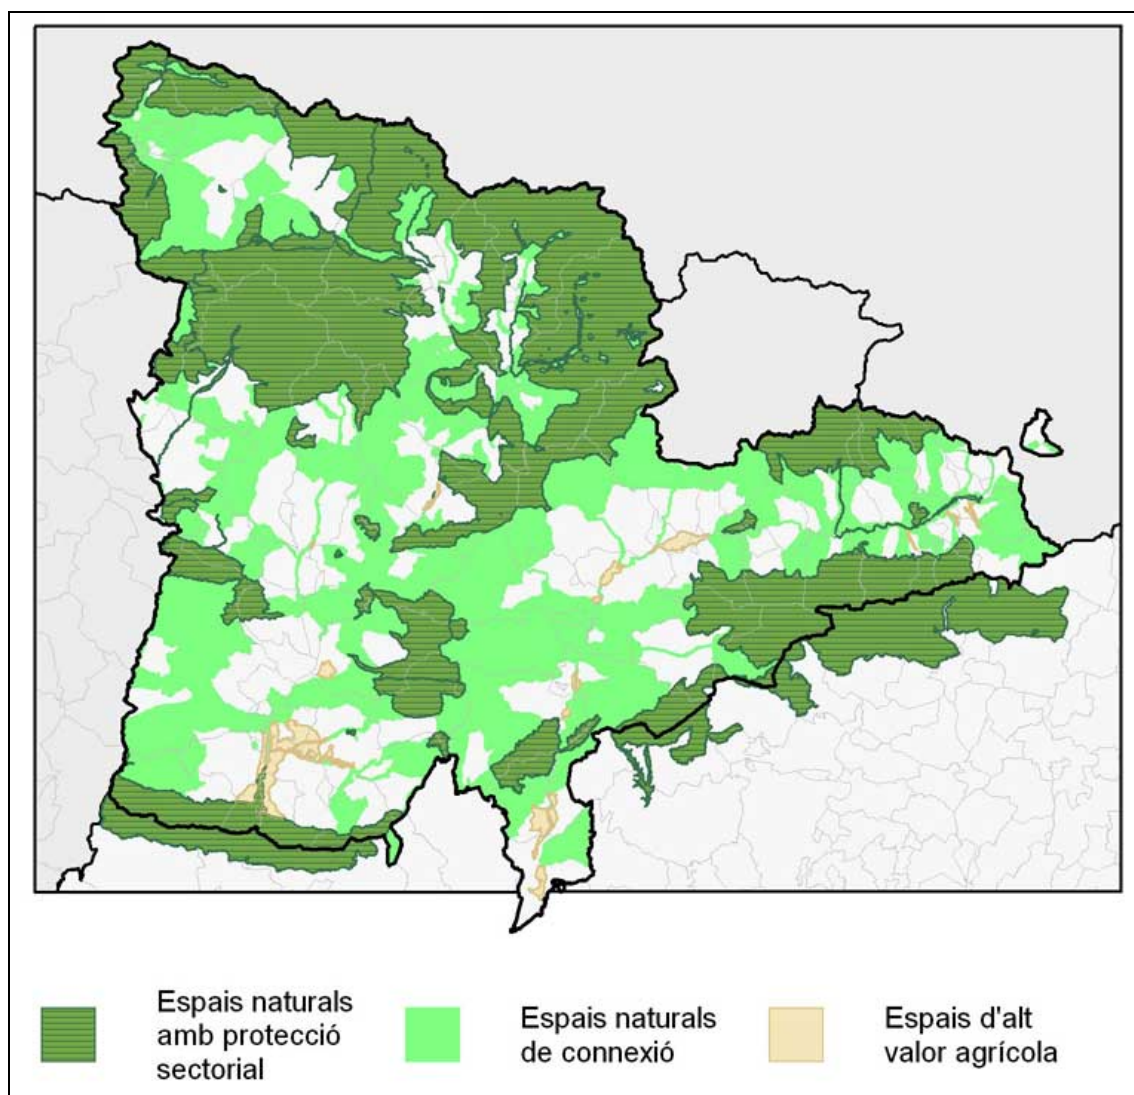 Espais naturals
amb protecció
sectorial
Espais naturals
de connexió
Espais d'alt
valor agrícola